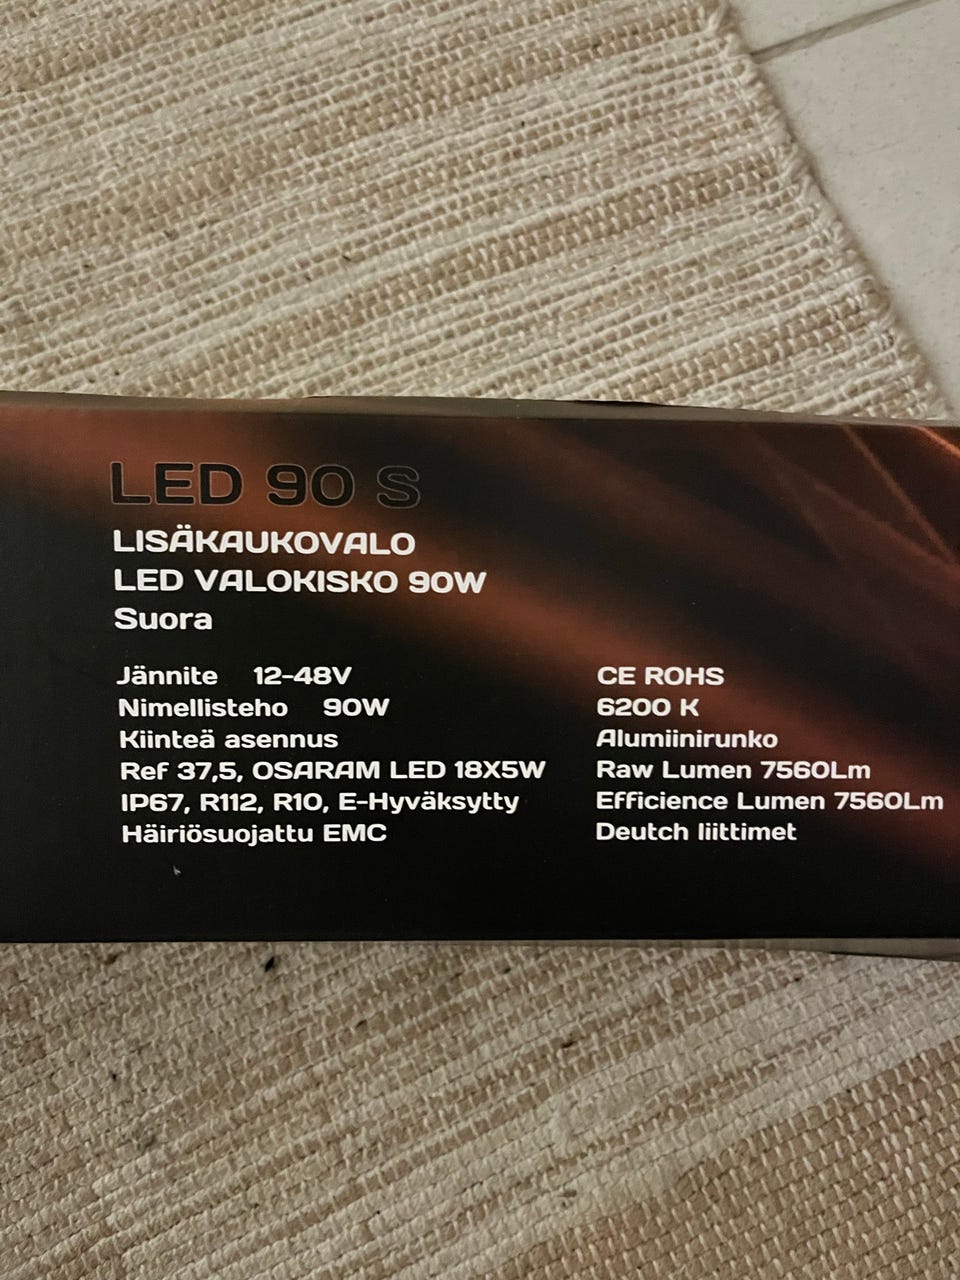 LED 90 S
LISÄKAUKOVALO
LED VALOKISKO 90W
Suora
Jännite 12-48V
Nimellisteho 90W
Kiinteä asennus
Ref 37,5, OSARAM LED 18X5W
IP67, R112, R10, E-Hyväksytty
Häiriösuojattu EMC
CE ROHS
6200 K
Alumiinirunko
Raw Lumen 7560Lm
Efficience Lumen 7560Lm
Deutch liittimet